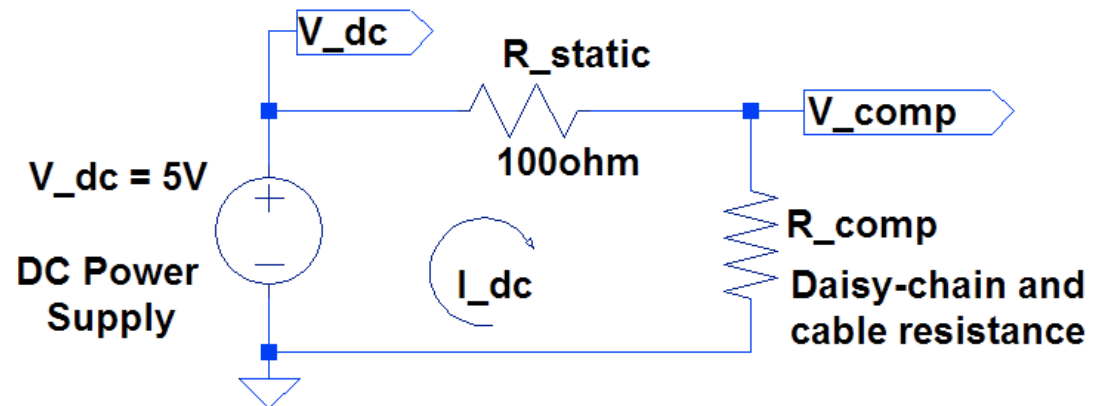 V_dc
R_static
V_comp
100ohm
V_dc = 5V
+
−
R_comp
DC Power
Supply
I_dc
Daisy-chain and
cable resistance